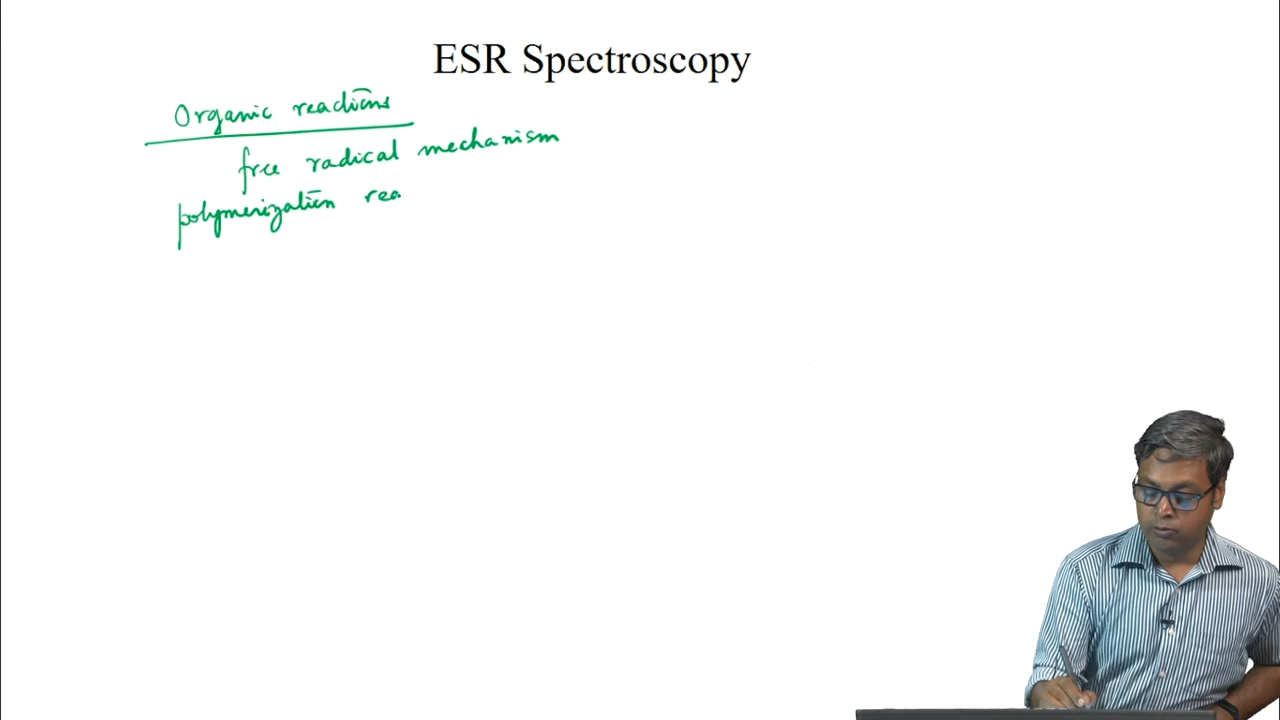 ESR Spectroscopy
Organic reactions
free radical mechanism
polymerization rea